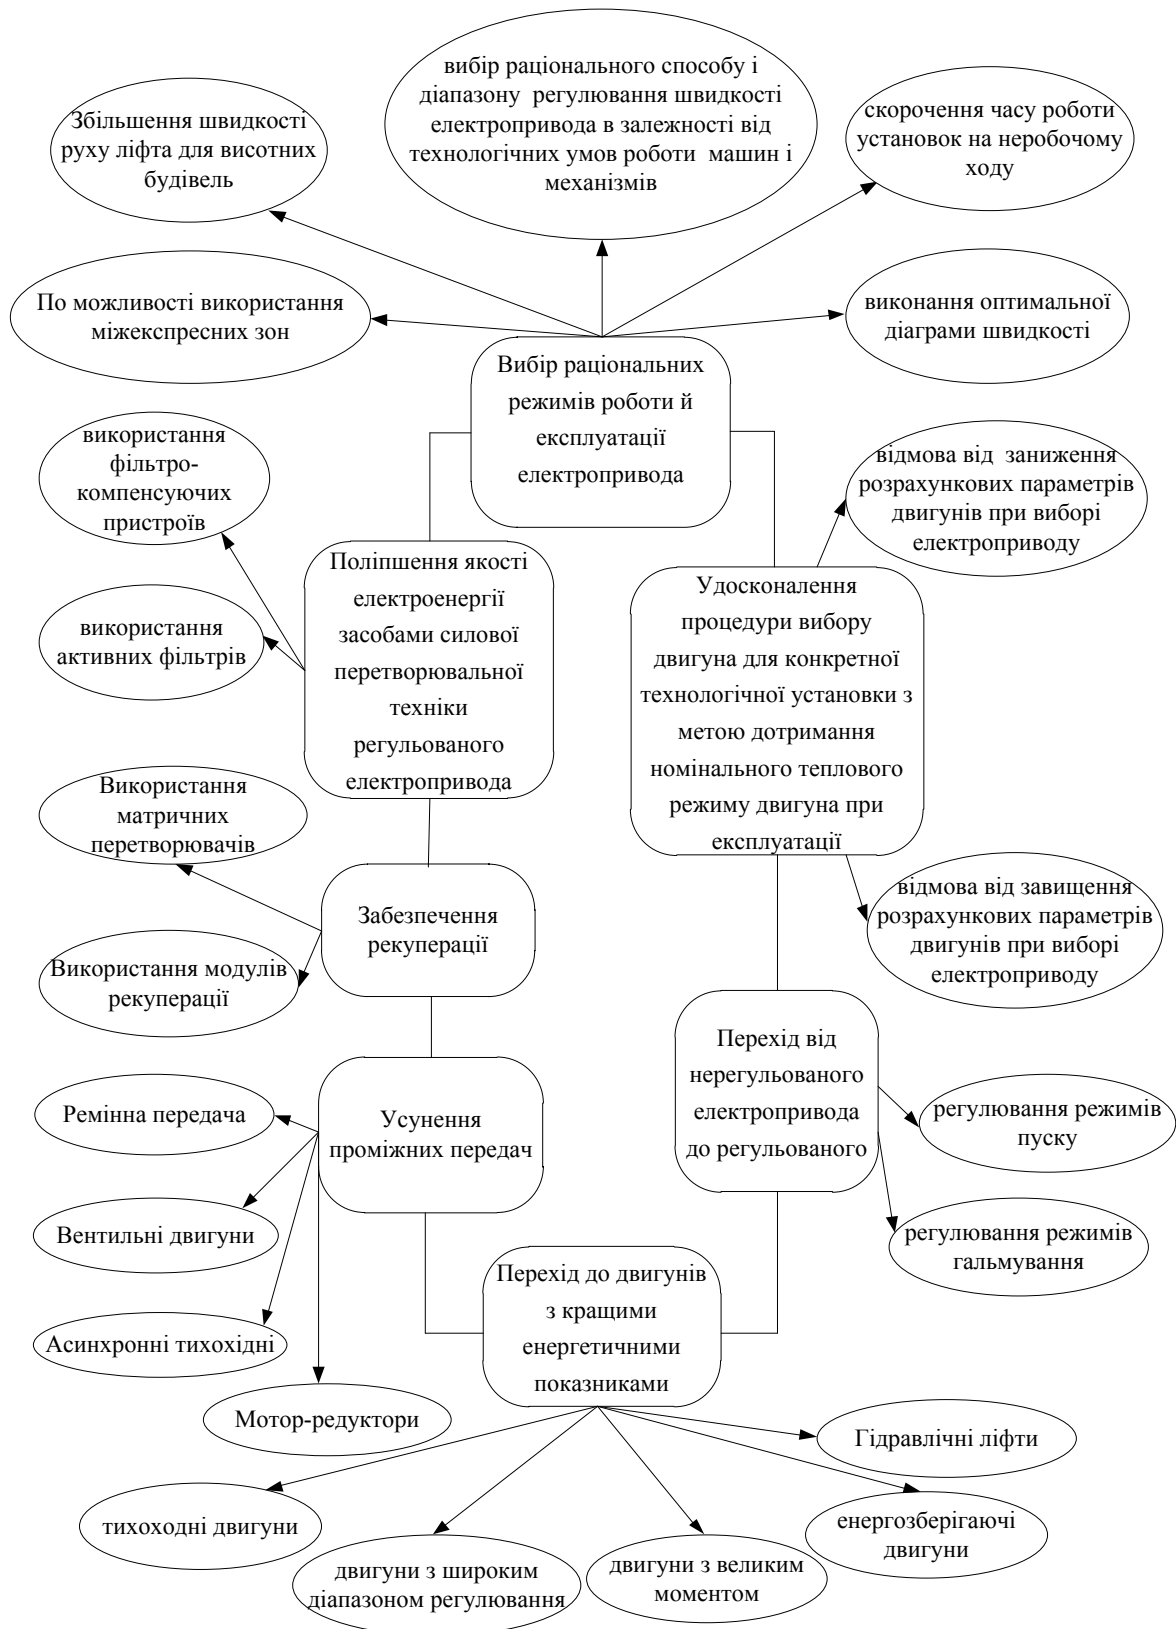 вибір раціонального способу і
діапазону регулювання швидкості
електропривода в залежності від
технологічних умов роботи машин і
механізмів
Збільшення швидкості
руху ліфта для висотних
будівель
скорочення часу роботи
установок на неробочому
ходу
По можливості використання
міжекспресних зон
виконання оптимальної
діаграми швидкості
Вибір раціональних
режимів роботи й
експлуатації
електропривода
використання
фільтро-
компенсуючих
пристроїв
відмова від заниження
розрахункових параметрів
двигунів при виборі
електроприводу
Поліпшення якості
електроенергії
засобами силової
перетворювальної
техніки
регульованого
електропривода
Удосконалення
процедури вибору
двигуна для конкретної
технологічної установки з
метою дотримання
номінального теплового
режиму двигуна при
експлуатації
використання
активних фільтрів
Використання
матричних
перетворювачів
Забезпечення
рекуперації
відмова від завищення
розрахункових параметрів
двигунів при виборі
електроприводу
Використання модулів
рекуперації
Перехід від
нерегульованого
електропривода
до регульованого
Ремінна передача
Усунення
проміжних передач
регулювання режимів
пуску
Вентильні двигуни
регулювання режимів
гальмування
Перехід до двигунів
з кращими
енергетичними
показниками
Асинхронні тихохідні
Мотор-редуктори
Гідравлічні ліфти
тихоходні двигуни
енергозберігаючі
двигуни
двигуни з широким
діапазоном регулювання
двигуни з великим
моментом